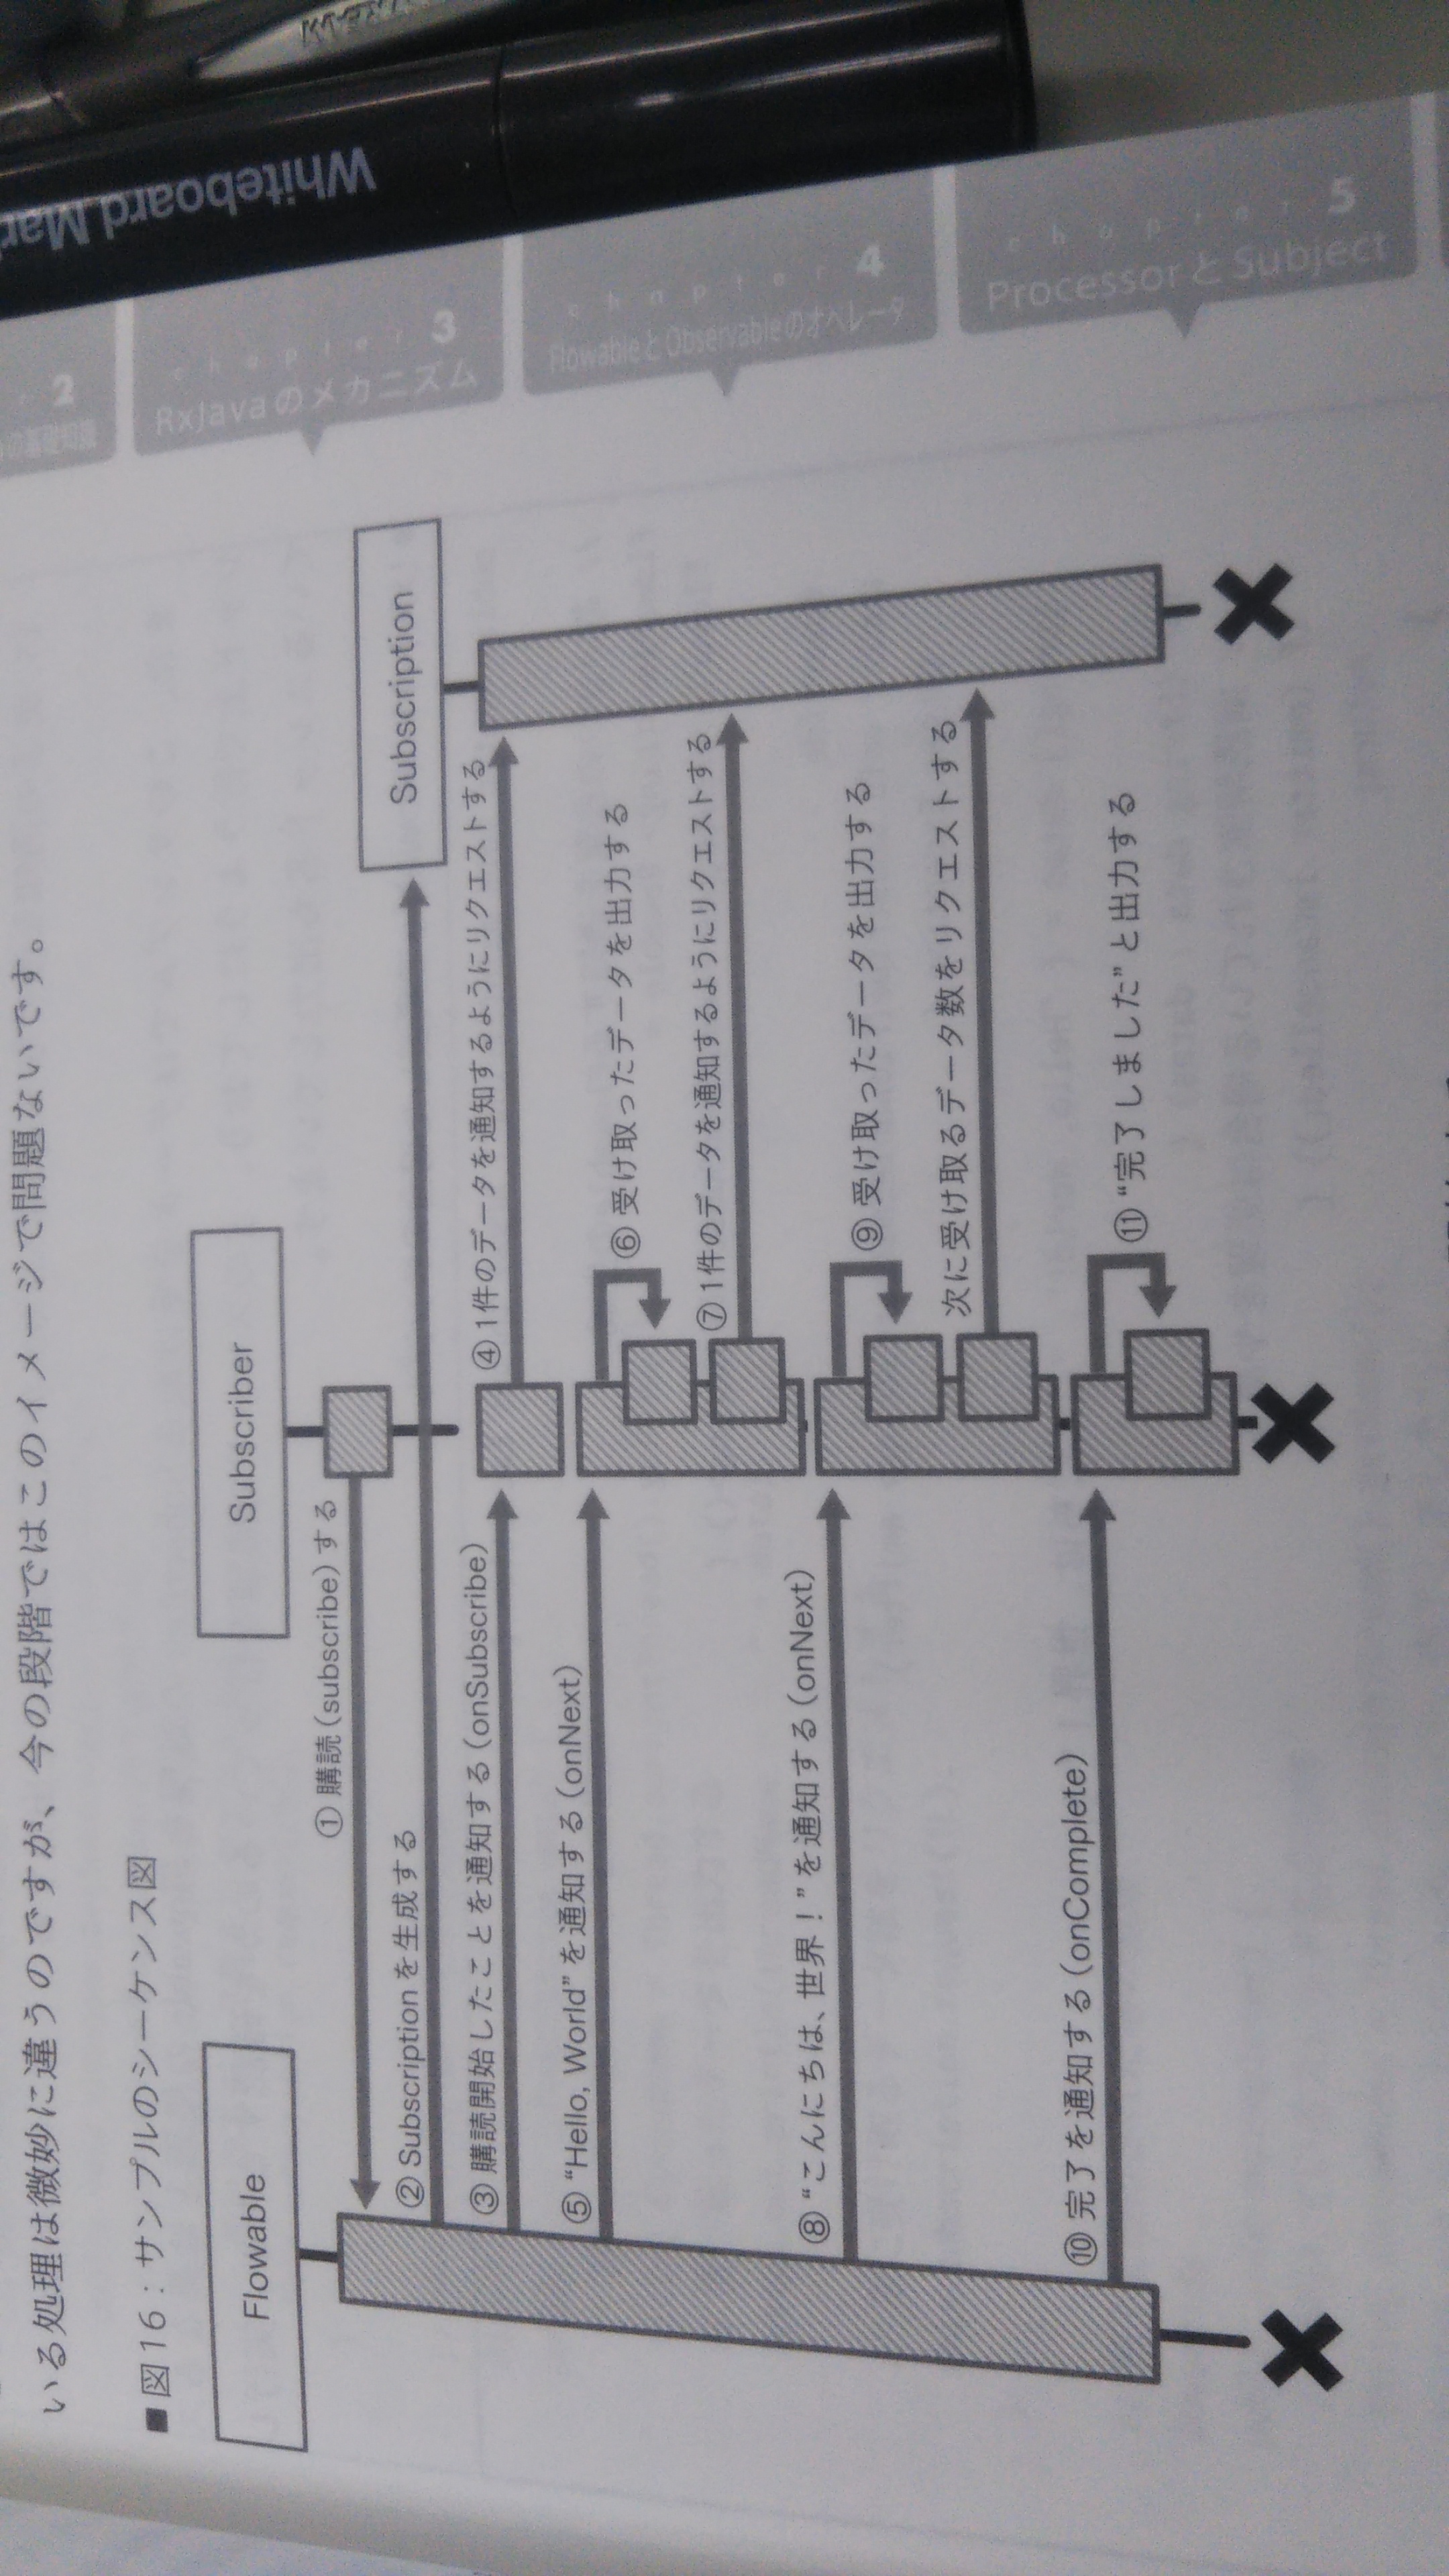 いる処理は微妙に違うのですが、今の段階ではこのイメージで問題ないです。
■図16：サンプルのシーケンス図
Flowable
Subscriber
① 購読（subscribe）する
② Subscriptionを生成する
Subscription
③ 購読開始したことを通知する（onSubscribe）
④ 1件のデータを通知するようにリクエストする
⑤ “Hello, World” を通知する（onNext）
⑥ 受け取ったデータを出力する
⑦ 1件のデータを通知するようにリクエストする
⑧ “こんにちは、世界！” を通知する（onNext）
⑨ 受け取ったデータを出力する
次に受け取るデータ数をリクエストする
⑩ 完了を通知する（onComplete）
⑪ “完了しました” と出力する
2
chapter 3
RxJavaのメカニズム
chapter 4
FlowableとObservableのオペレータ
chapter 5
ProcessorとSubject
Whiteboard Mar